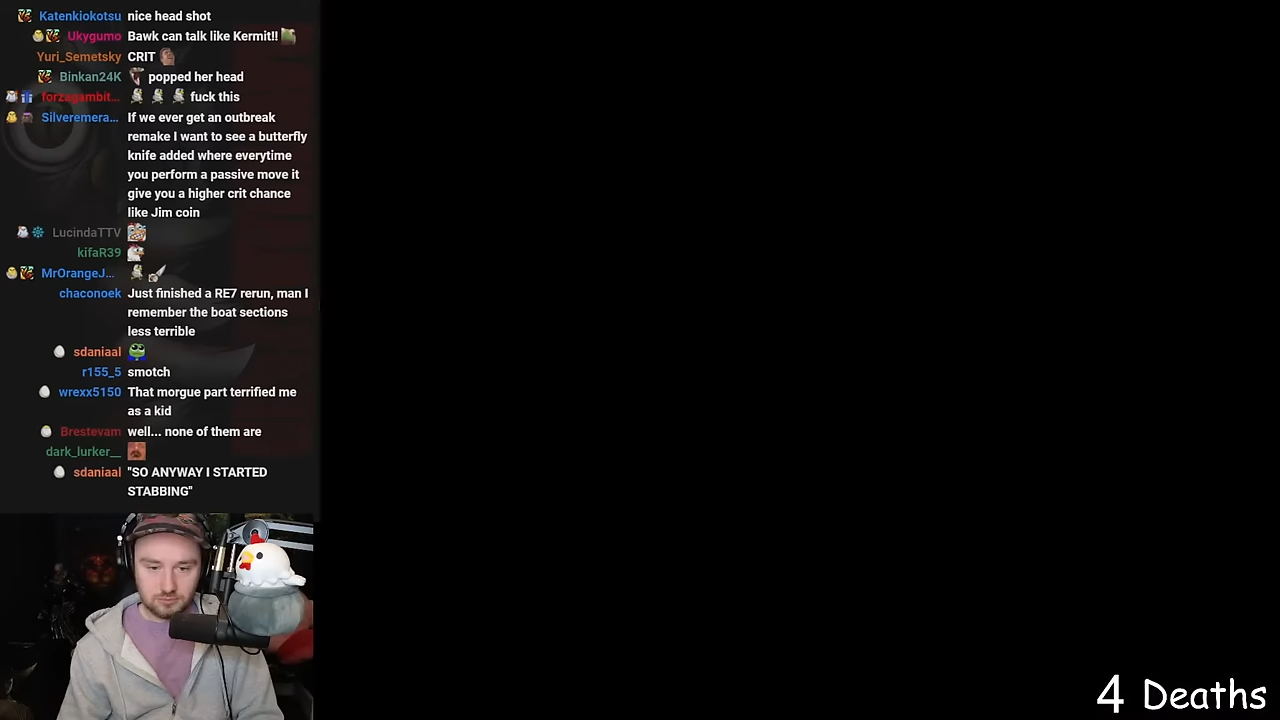 Katenkiokotsu nice head shot
Ukygumo Bawk can talk like Kermit!!
Yuri_Semetsky CRIT
Binkan24K popped her head
forzagambit... fuck this
Silveremera... If we ever get an outbreak
remake I want to see a butterfly
knife added where everytime
you perform a passive move it
give you a higher crit chance
like Jim coin
LucindaTTV
kifaR39
MrOrangeJ...
chaconoek Just finished a RE7 rerun, man I
remember the boat sections
less terrible
sdaniaal
r155_5 smotch
wrexx5150 That morgue part terrified me
as a kid
Brestevam well... none of them are
dark_lurker__
sdaniaal "SO ANYWAY I STARTED
STABBING"
4 Deaths